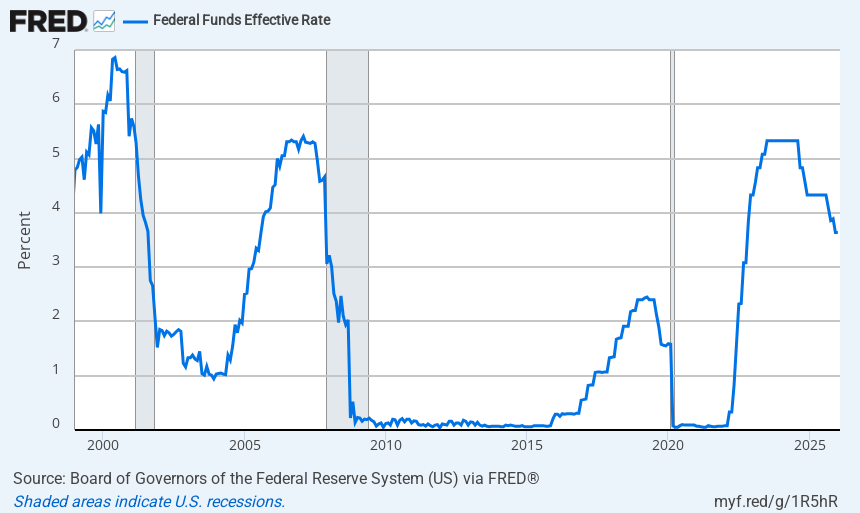 FRED
Federal Funds Effective Rate
7
6
5
4
3
2
1
0
Percent
2000 2005 2010 2015 2020 2025
Source: Board of Governors of the Federal Reserve System (US) via FRED®
Shaded areas indicate U.S. recessions.
myf.red/g/1R5hR